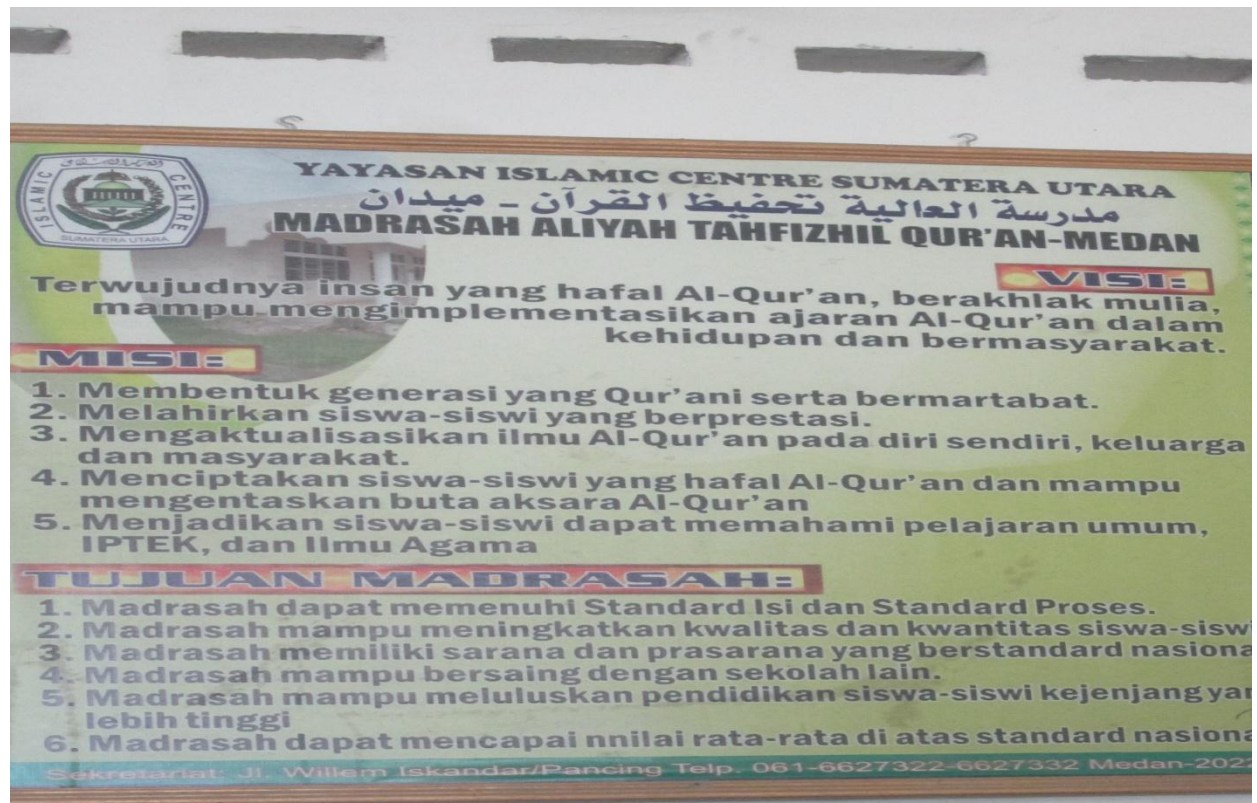 ISLAMIC CENTRE
SUMATERA UTARA
YAYASAN ISLAMIC CENTRE SUMATERA UTARA
مدرسة العالية تحفيظ القرآن - ميدان
MADRASAH ALIYAH TAHFIZHIL QUR'AN-MEDAN
VISI:
Terwujudnya insan yang hafal Al-Qur'an, berakhlak mulia,
mampu mengimplementasikan ajaran Al-Qur'an dalam
kehidupan dan bermasyarakat.
MISI:
1. Membentuk generasi yang Qur'ani serta bermartabat.
2. Melahirkan siswa-siswi yang berprestasi.
3. Mengaktualisasikan ilmu Al-Qur'an pada diri sendiri, keluarga
dan masyarakat.
4. Menciptakan siswa-siswi yang hafal Al-Qur'an dan mampu
mengentaskan buta aksara Al-Qur'an
5. Menjadikan siswa-siswi dapat memahami pelajaran umum,
IPTEK, dan Ilmu Agama
TUJUAN MADRASAH:
1. Madrasah dapat memenuhi Standard Isi dan Standard Proses.
2. Madrasah mampu meningkatkan kwalitas dan kwantitas siswa-siswi
3. Madrasah memiliki sarana dan prasarana yang berstandard nasiona
4. Madrasah mampu bersaing dengan sekolah lain.
5. Madrasah mampu meluluskan pendidikan siswa-siswi kejenjang yan
lebih tinggi
6. Madrasah dapat mencapai nnilai rata-rata di atas standard nasiona
Sekretariat: Jl. Willem Iskandar/Pancing Telp. 061-6627322-6627332 Medan-2022